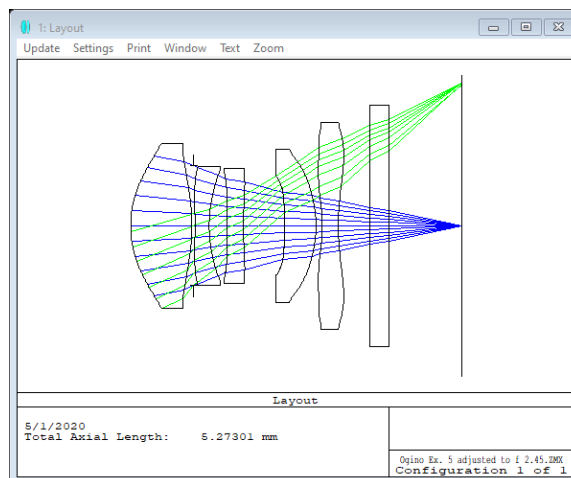 1: Layout
Update Settings Print Window Text Zoom
Layout
5/1/2020
Total Axial Length: 5.27301 mm
Ogino Ex. 5 adjusted to f 2.45.ZMX
Configuration 1 of 1